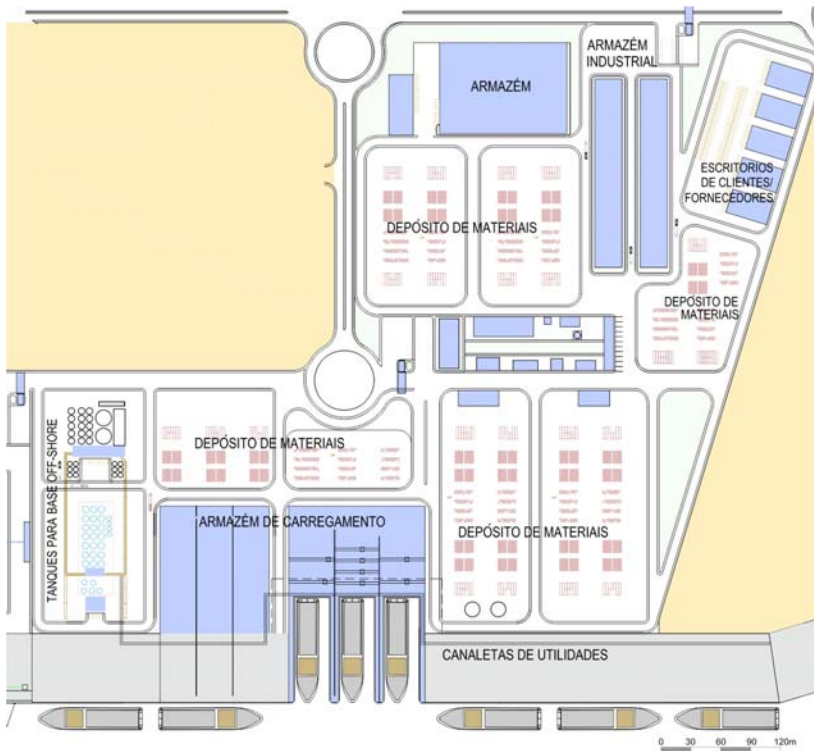 ARMAZÉM
INDUSTRIAL
ARMAZÉM
ESCRITORIOS
DE CLIENTES/
FORNECEDORES
DEPÓSITO DE MATERIAIS
DEPÓSITO DE
MATERIAIS
DEPÓSITO DE MATERIAIS
TANQUES PARA BASE OFF-SHORE
ARMAZÉM DE CARREGAMENTO
DEPÓSITO DE MATERIAIS
CANALETAS DE UTILIDADES
0 30 60 90 120m